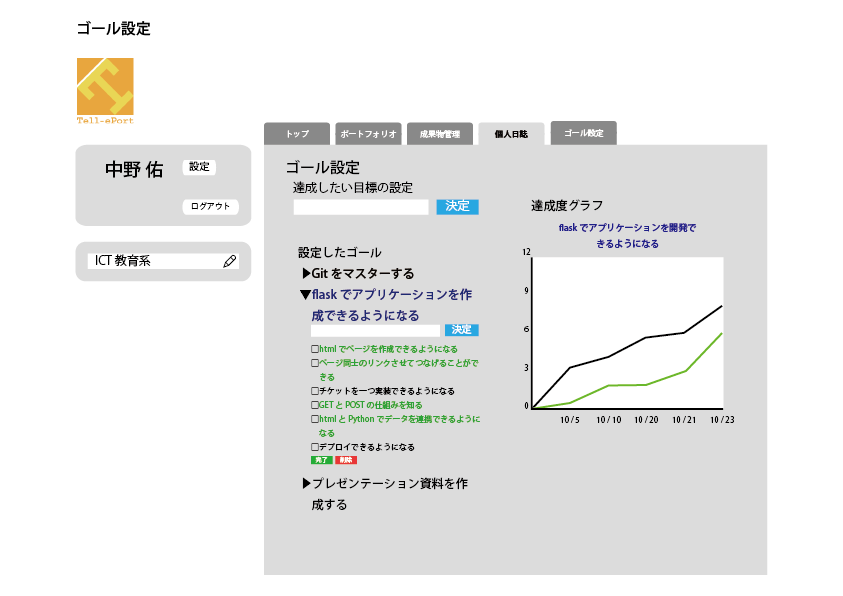 ゴール設定
Tell-ePort
トップ
ポートフォリオ
成果物管理
個人日誌
ゴール設定
中野 佑
設定
ログアウト
ICT 教育系
ゴール設定
達成したい目標の設定
決定
設定したゴール
▶Git をマスターする
▼flask でアプリケーションを作
成できるようになる
決定
□html でページを作成できるようになる
□ページ同士のリンクさせてつなげることがで
きる
□チケットを一つ実装できるようになる
□GET と POST の仕組みを知る
□html と Python でデータを連携できるように
なる
□デプロイできるようになる
完了
削除
▶プレゼンテーション資料を作
成する
達成度グラフ
flask でアプリケーションを開発で
きるようになる
12
9
6
3
0
10 / 5
10 / 10
10 / 20
10 / 21
10 / 23